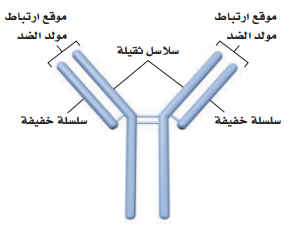 موقع ارتباط
مولد الضد
موقع ارتباط
مولد الضد
سلاسل ثقيلة
سلسلة خفيفة
سلسلة خفيفة